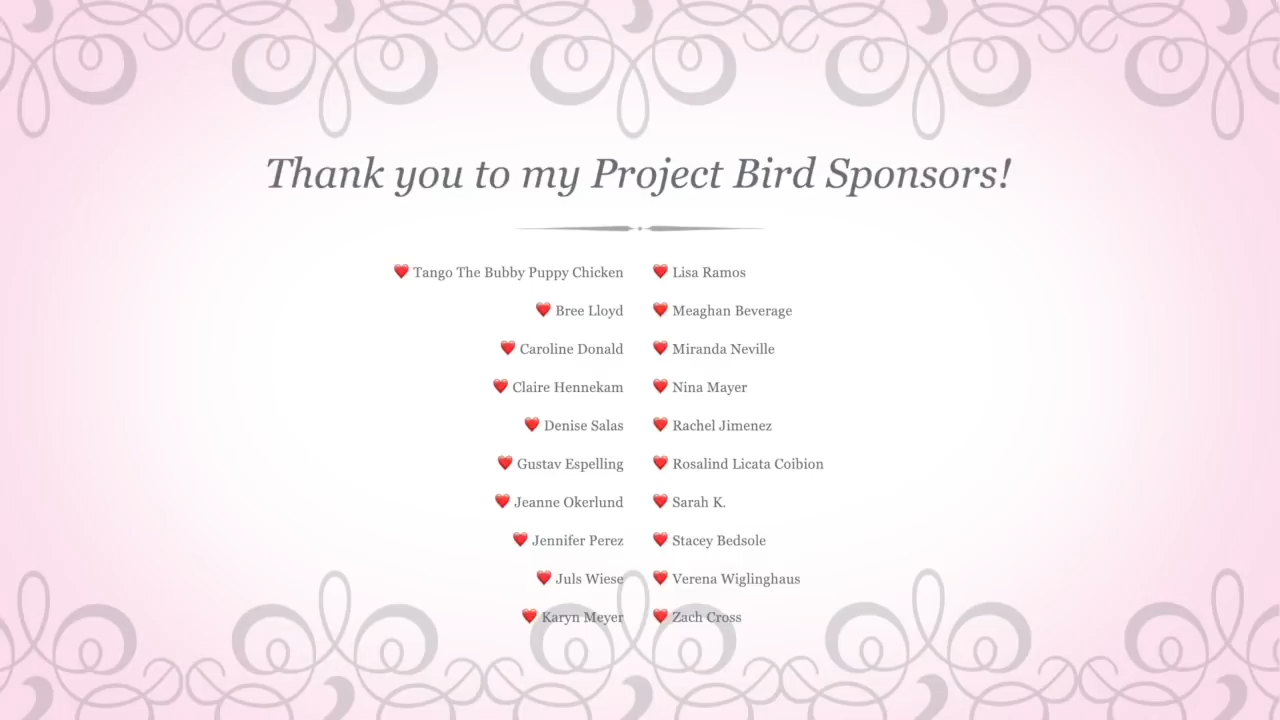 Thank you to my Project Bird Sponsors!
❤️ Tango The Bubby Puppy Chicken
❤️ Bree Lloyd
❤️ Caroline Donald
❤️ Claire Hennekam
❤️ Denise Salas
❤️ Gustav Espelling
❤️ Jeanne Okerlund
❤️ Jennifer Perez
❤️ Juls Wiese
❤️ Karyn Meyer
❤️ Lisa Ramos
❤️ Meaghan Beverage
❤️ Miranda Neville
❤️ Nina Mayer
❤️ Rachel Jimenez
❤️ Rosalind Licata Coibion
❤️ Sarah K.
❤️ Stacey Bedsole
❤️ Verena Wiglinghaus
❤️ Zach Cross